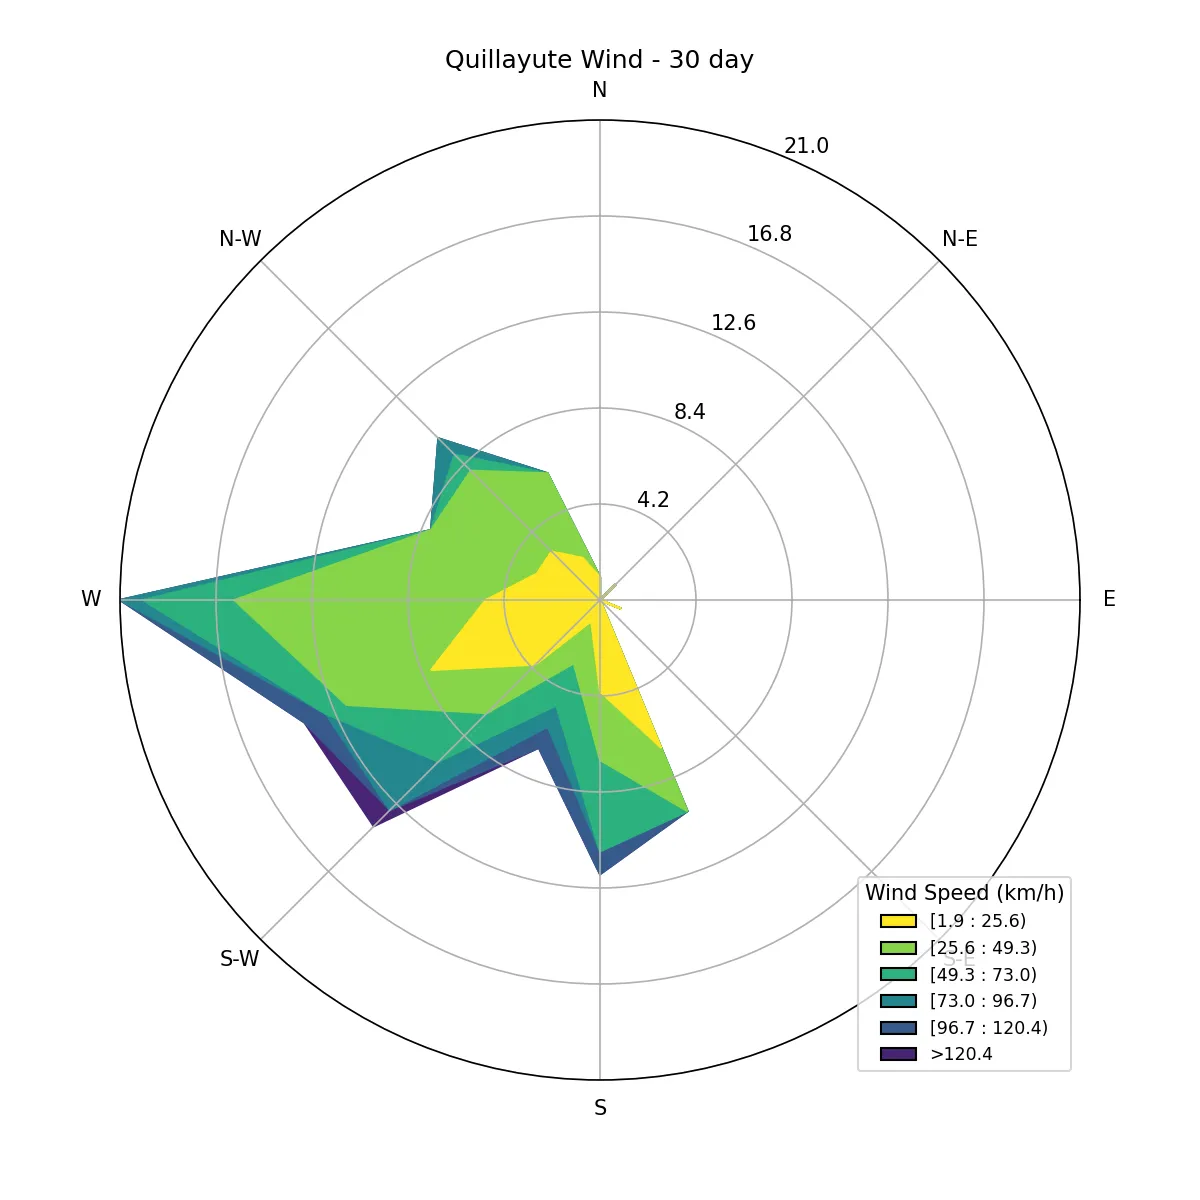 Quillayute Wind - 30 day
N
21.0
16.8
N-W
N-E
12.6
8.4
4.2
W
E
S-W
S-E
Wind Speed (km/h)
[1.9 : 25.6)
[25.6 : 49.3)
[49.3 : 73.0)
[73.0 : 96.7)
[96.7 : 120.4)
>120.4
S